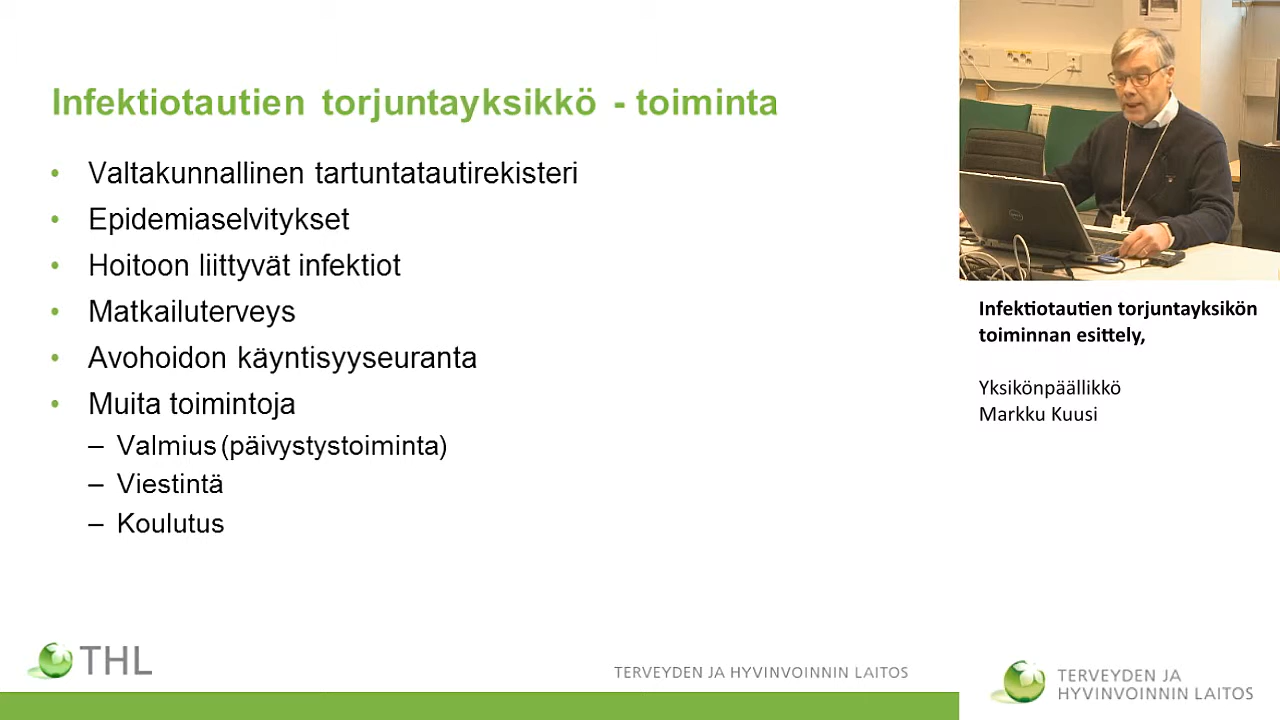 Infektiotautien torjuntayksikkö - toiminta
• Valtakunnallinen tartuntatautirekisteri
• Epidemiaselvitykset
• Hoitoon liittyvät infektiot
• Matkailuterveys
• Avohoidon käyntisyyseuranta
• Muita toimintoja
– Valmius (päivystystoiminta)
– Viestintä
– Koulutus
THL
TERVEYDEN JA HYVINVOINNIN LAITOS
Infektiotautien torjuntayksikön
toiminnan esittely,
Yksikönpäällikkö
Markku Kuusi
TERVEYDEN JA
HYVINVOINNIN LAITOS